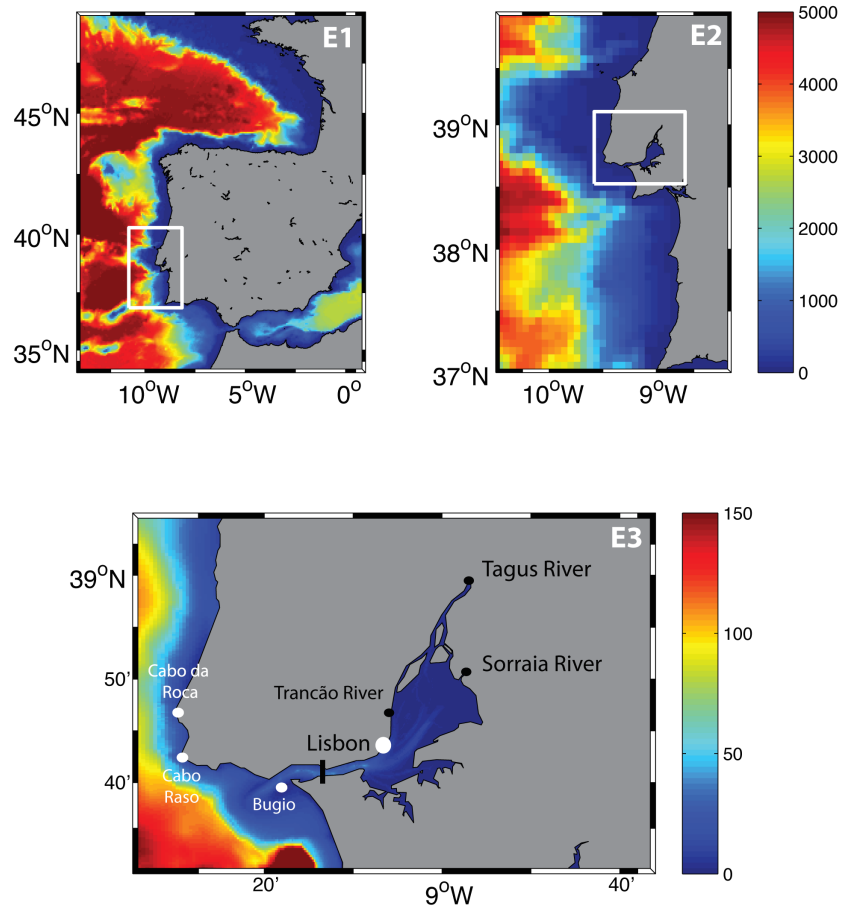 E1
45°N
40°N
35°N
10°W
5°W
0°
E2
39°N
38°N
37°N
10°W
9°W
5000
4000
3000
2000
1000
0
E3
39°N
50'
40'
20'
9°W
40'
Tagus River
Sorraia River
Trancão River
Lisbon
Cabo da
Roca
Cabo
Raso
Bugio
150
100
50
0